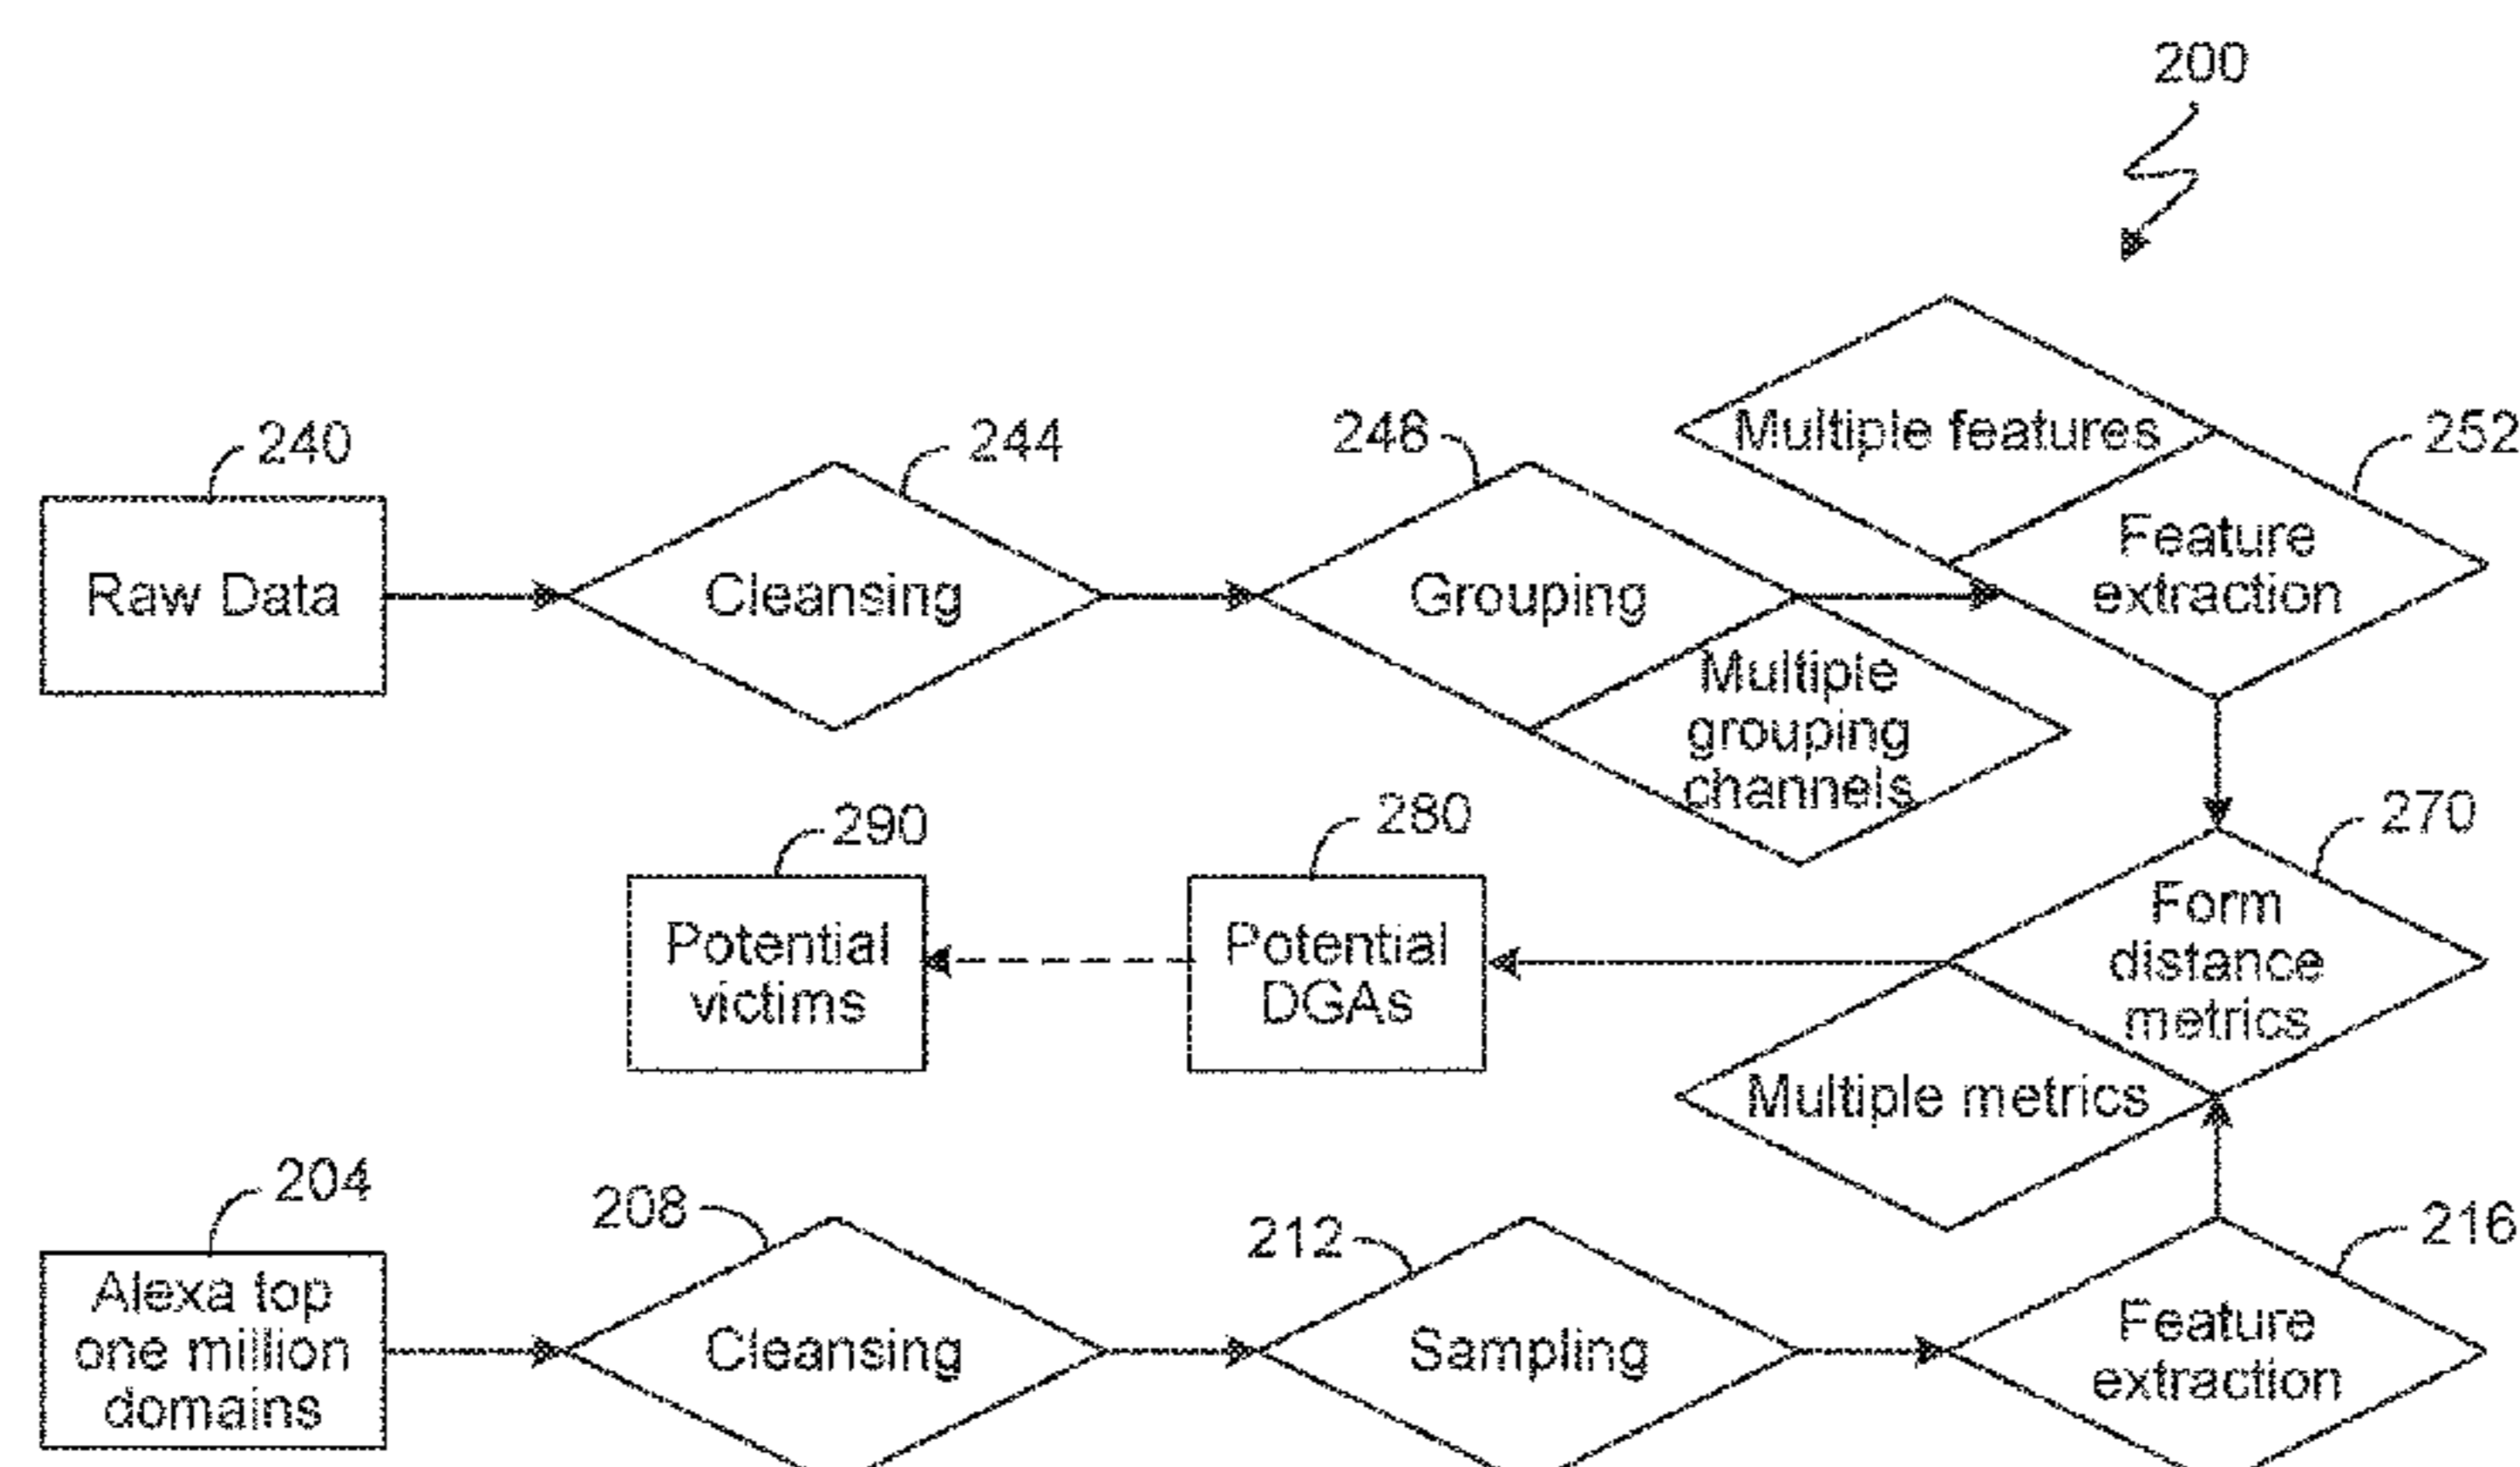 200
240
244
248
Multiple features
252
Raw Data
Cleansing
Grouping
Feature
extraction
Multiple
grouping
channels
290
280
270
Potential
victims
Potential
DGAs
Form
distance
metrics
Multiple metrics
204
208
212
216
Alexa top
one million
domains
Cleansing
Sampling
Feature
extraction